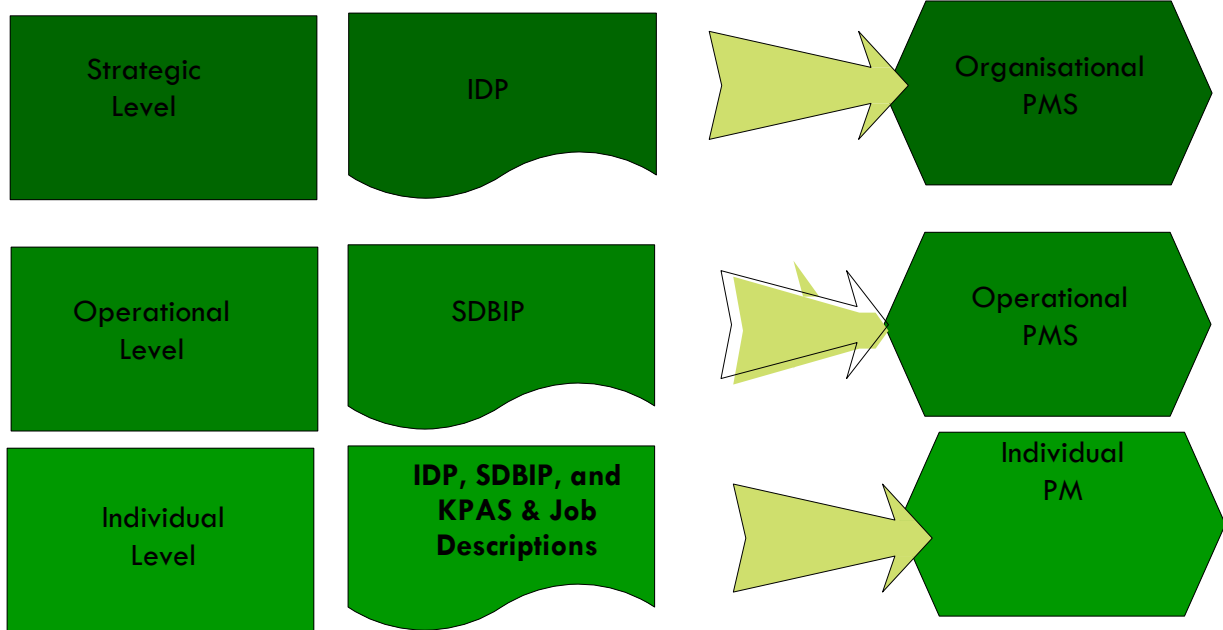 Strategic
Level
IDP
Organisational
PMS
Operational
Level
SDBIP
Operational
PMS
Individual
Level
IDP, SDBIP, and
KPAS & Job
Descriptions
Individual
PM